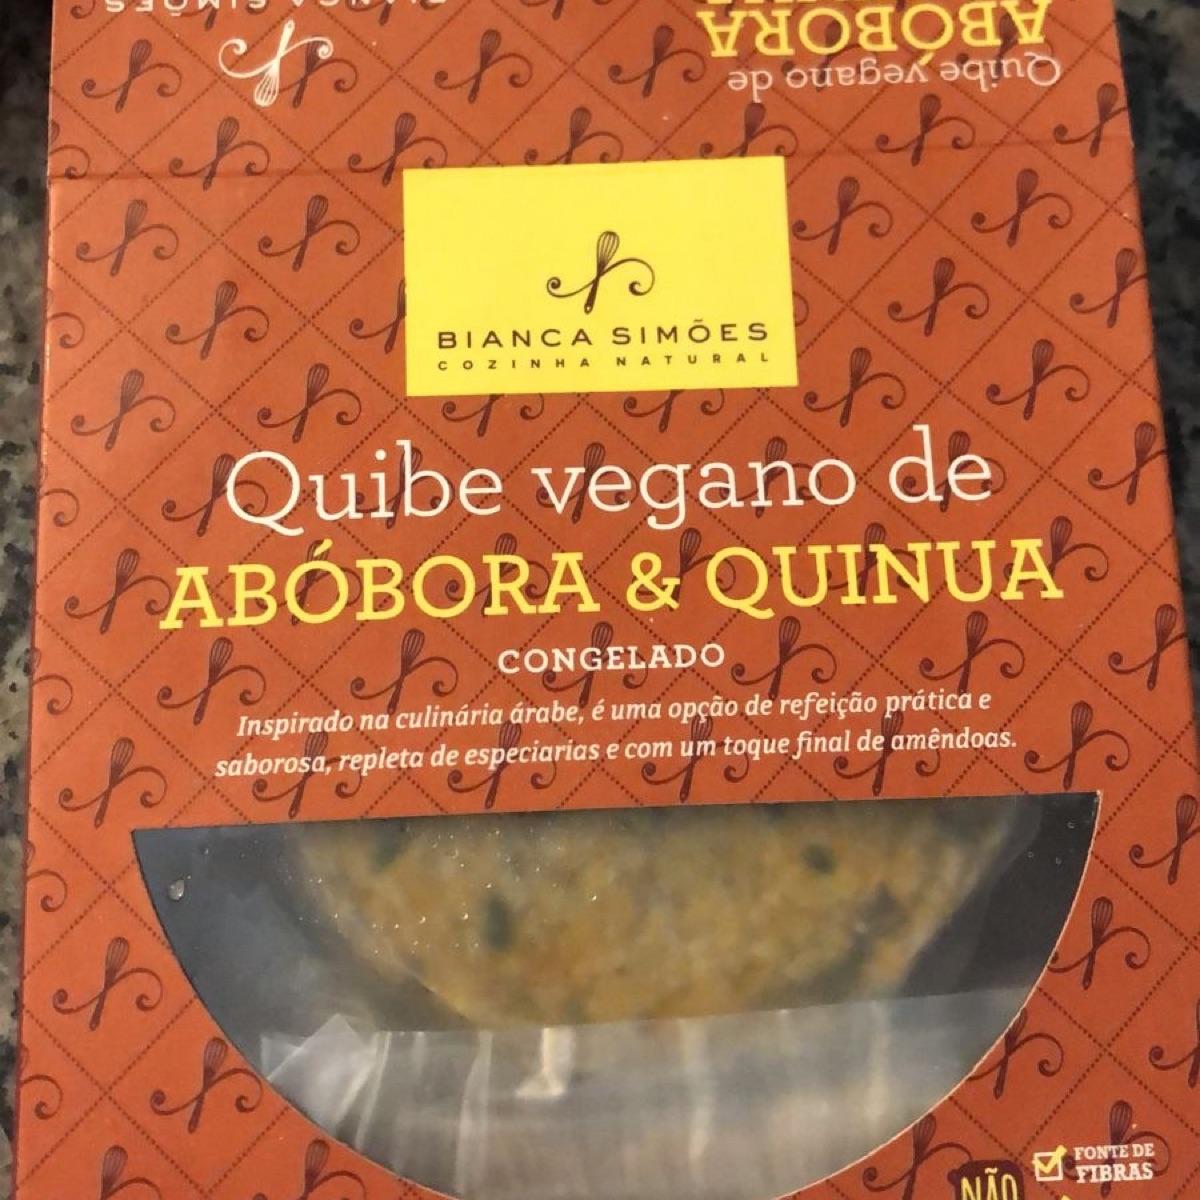 BIANCA SIMÕES
Quibe vegano de
ABÓBORA
BIANCA SIMÕES
COZINHA NATURAL
Quibe vegano de
ABÓBORA & QUINUA
CONGELADO
Inspirado na culinária árabe, é uma opção de refeição prática e
saborosa, repleta de especiarias e com um toque final de amêndoas.
FONTE DE
FIBRAS
NÃO